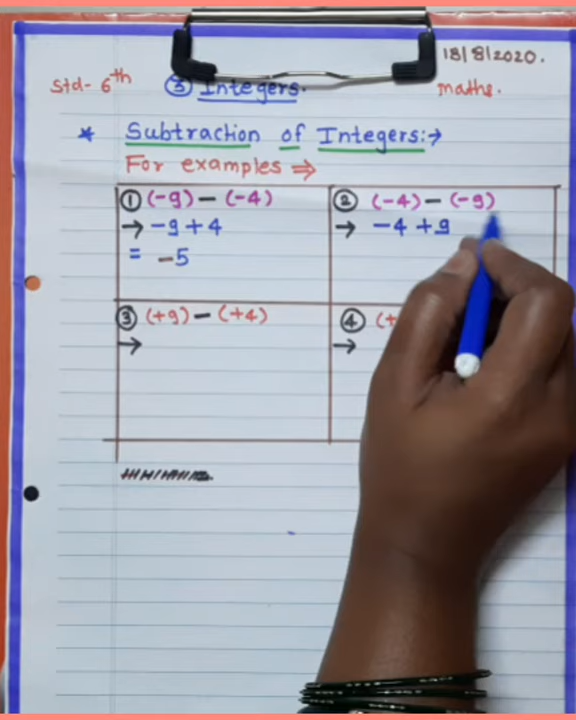 18/8/2020.
Std- 6th ③ Integers. maths.
* Subtraction of Integers:→
For examples ⇒
① (-9) - (-4)
→ -9 + 4
= -5
② (-4) - (-9)
→ -4 + 9
③ (+9) - (+4)
→
④ (+
→